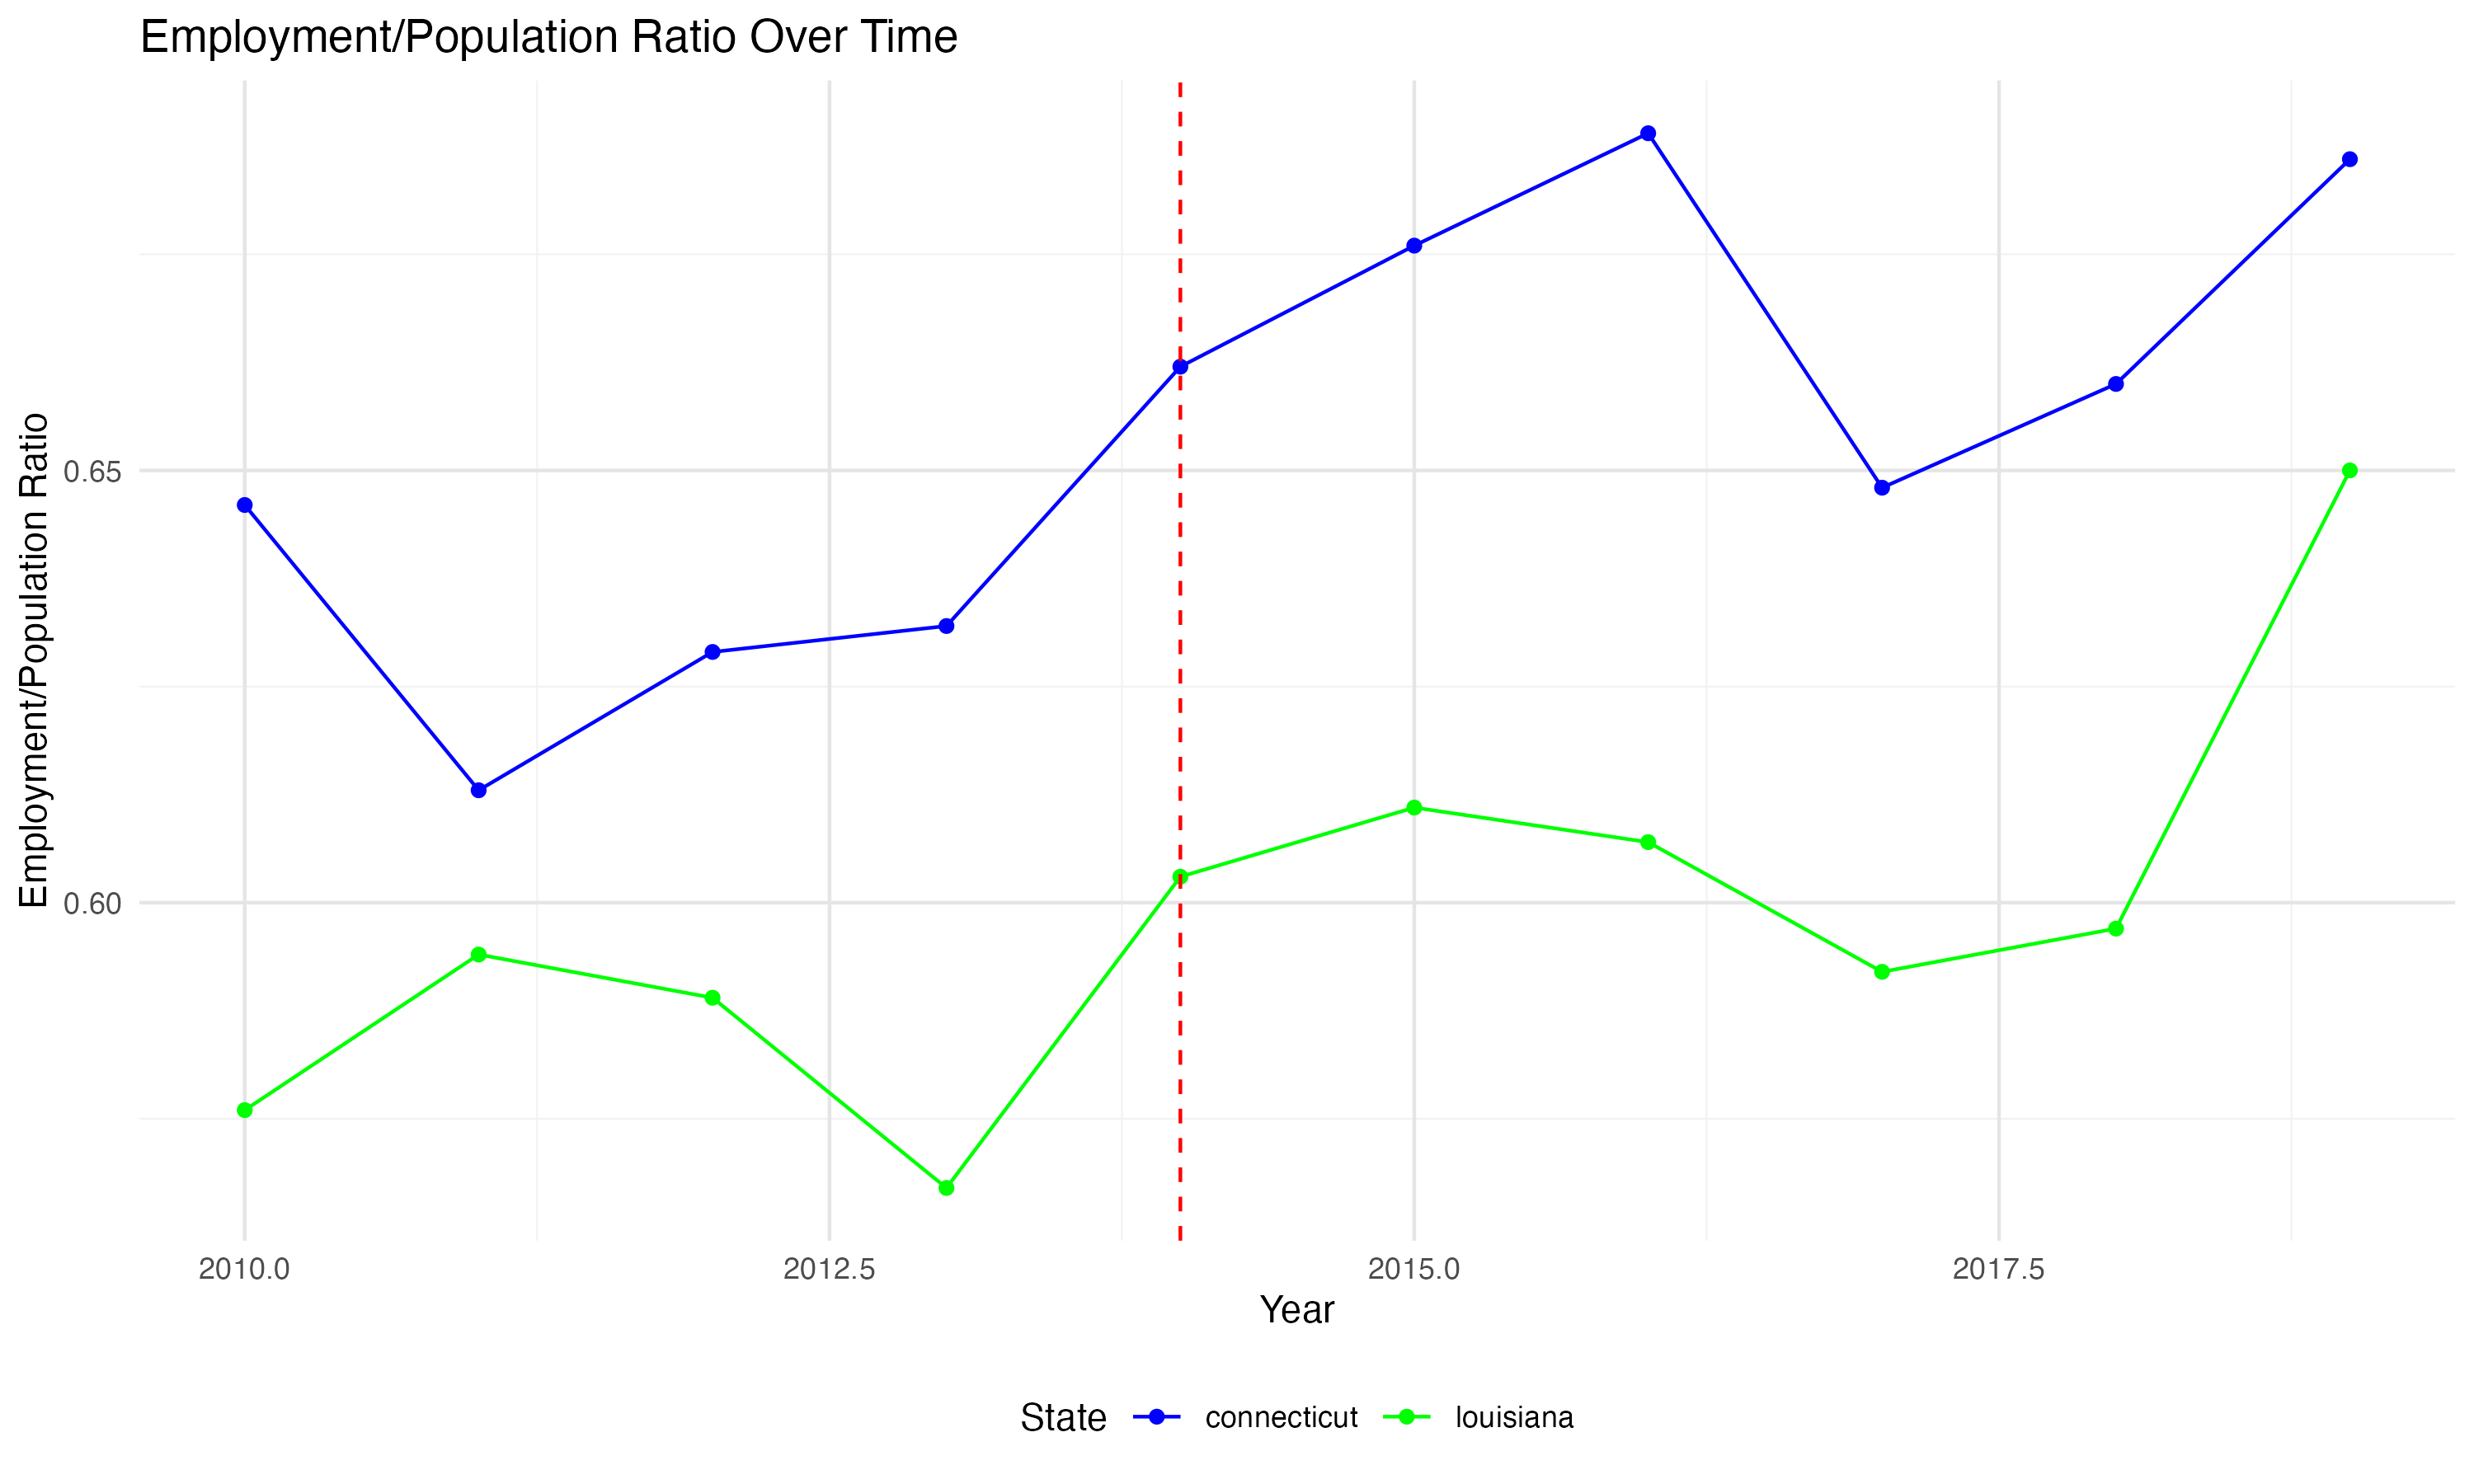 Employment/Population Ratio Over Time
Employment/Population Ratio
0.65
0.60
2010.0 2012.5 2015.0 2017.5
Year
State connecticut louisiana